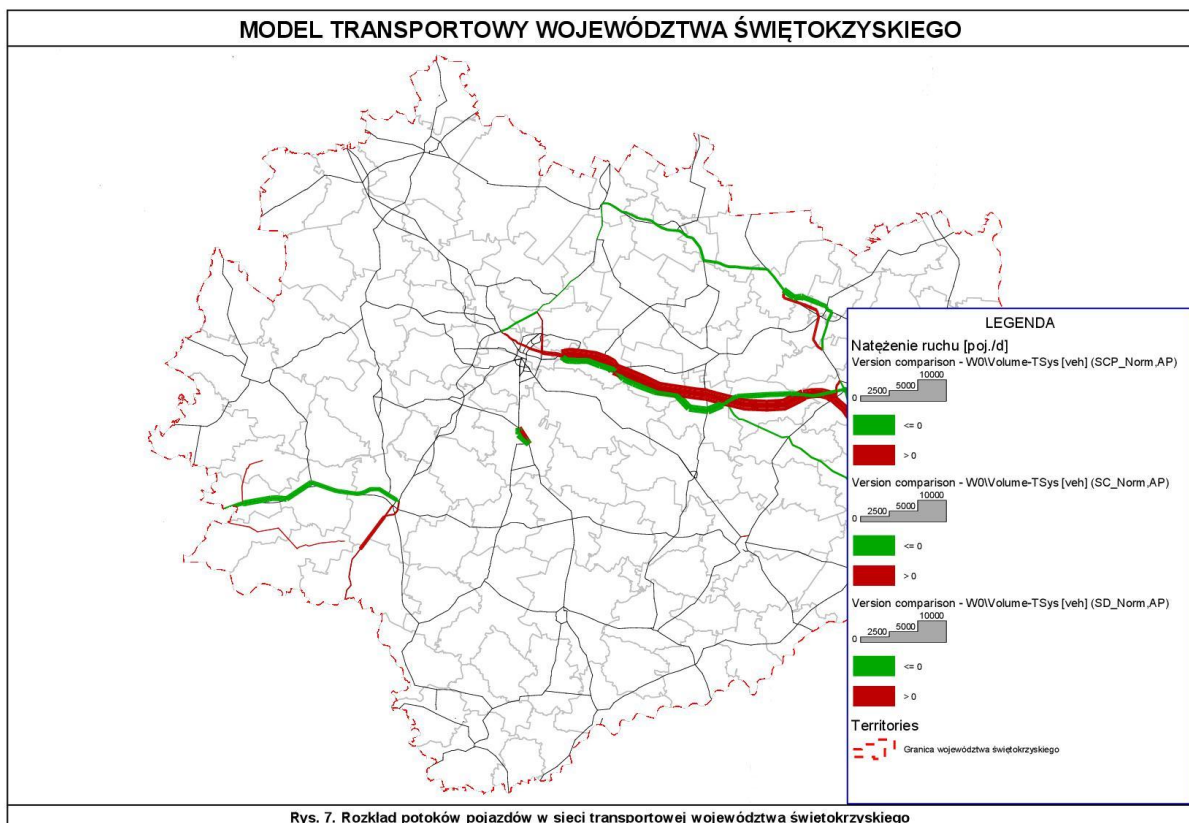 MODEL TRANSPORTOWY WOJEWÓDZTWA ŚWIĘTOKZYSKIEGO
LEGENDA
Natężenie ruchu [poj./d]
Version comparison - W0\Volume-TSys [veh] (SCP_Norm,AP)
0 2500 5000 10000
<= 0
> 0
Version comparison - W0\Volume-TSys [veh] (SC_Norm,AP)
0 2500 5000 10000
<= 0
> 0
Version comparison - W0\Volume-TSys [veh] (SD_Norm,AP)
0 2500 5000 10000
<= 0
> 0
Territories
Granica województwa świętokrzyskiego
Rys. 7. Rozkład potoków pojazdów w sieci transportowej województwa świętokrzyskiego